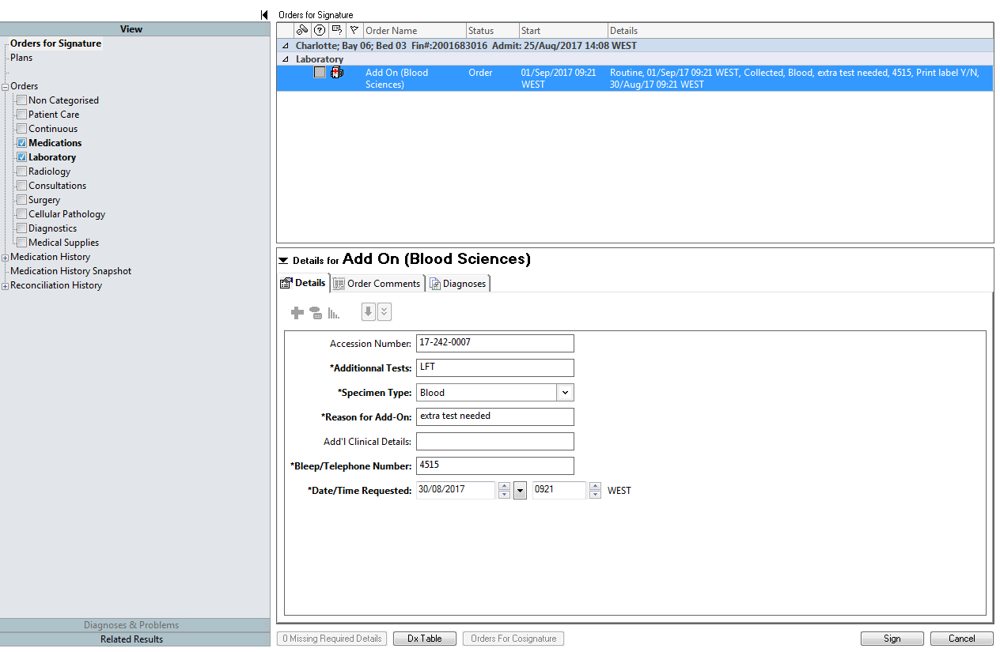 Orders for Signature
View
Orders for Signature
Plans
Orders
Non Categorised
Patient Care
Continuous
Medications
Laboratory
Radiology
Consultations
Surgery
Cellular Pathology
Diagnostics
Medical Supplies
Medication History
Medication History Snapshot
Reconciliation History
Diagnoses & Problems
Related Results
Order Name Status Start Details
Charlotte; Bay 06; Bed 03 Fin#:2001683016 Admit: 25/Aug/2017 14:08 WEST
Laboratory
Add On (Blood Order 01/Sep/2017 09:21 Routine, 01/Sep/17 09:21 WEST, Collected, Blood, extra test needed, 4515, Print label Y/N,
Sciences) WEST 30/Aug/17 09:21 WEST
Details for Add On (Blood Sciences)
Details Order Comments Diagnoses
Accession Number: 17-242-0007
*Additionnal Tests: LFT
*Specimen Type: Blood
*Reason for Add-On: extra test needed
Add'l Clinical Details:
*Bleep/Telephone Number: 4515
*Date/Time Requested: 30/08/2017 0921 WEST
0 Missing Required Details Dx Table Orders For Cosignature Sign Cancel